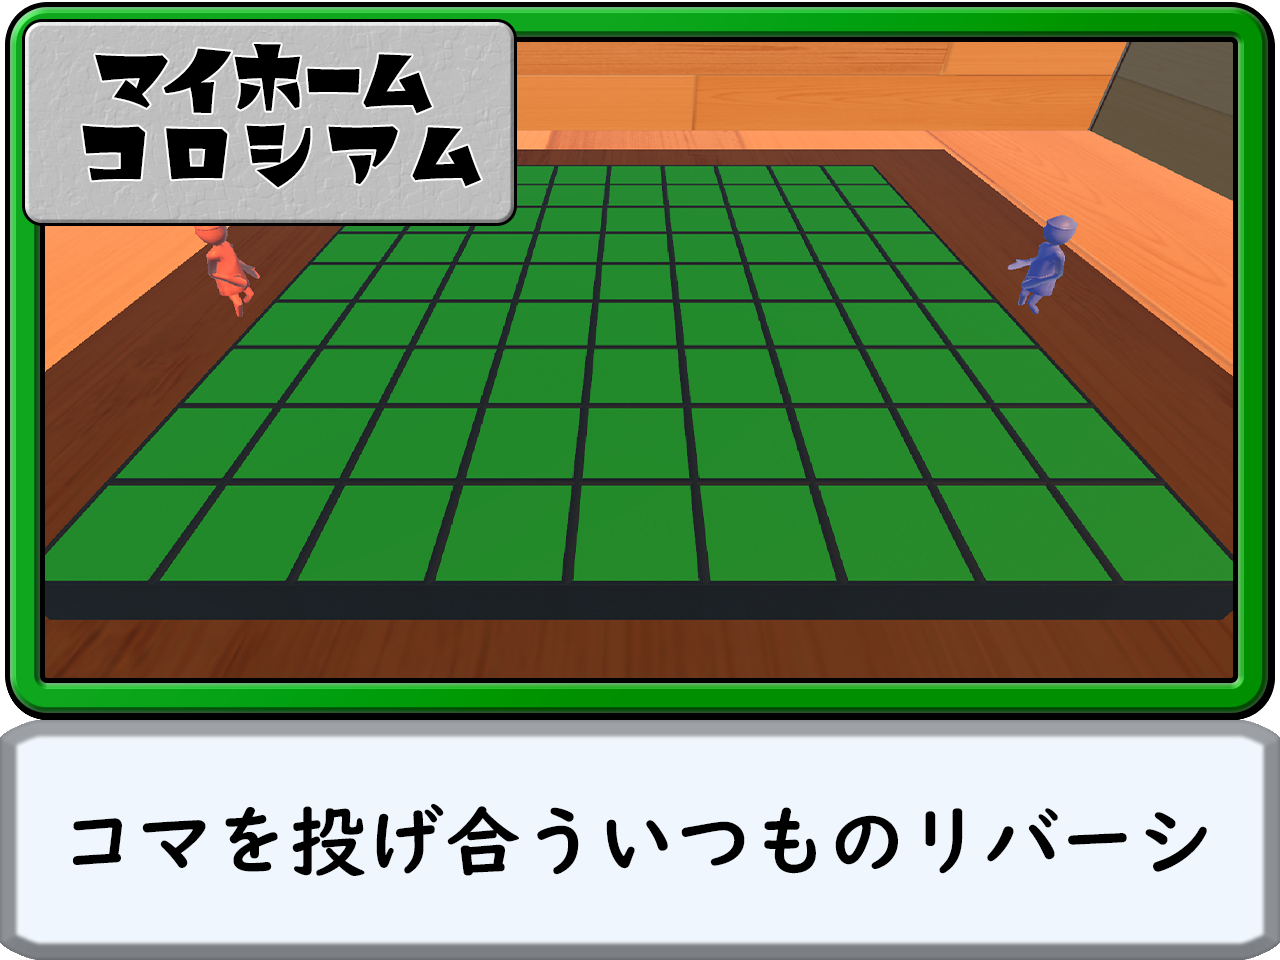 マイホーム
コロシアム
コマを投げ合ういつものリバーシ